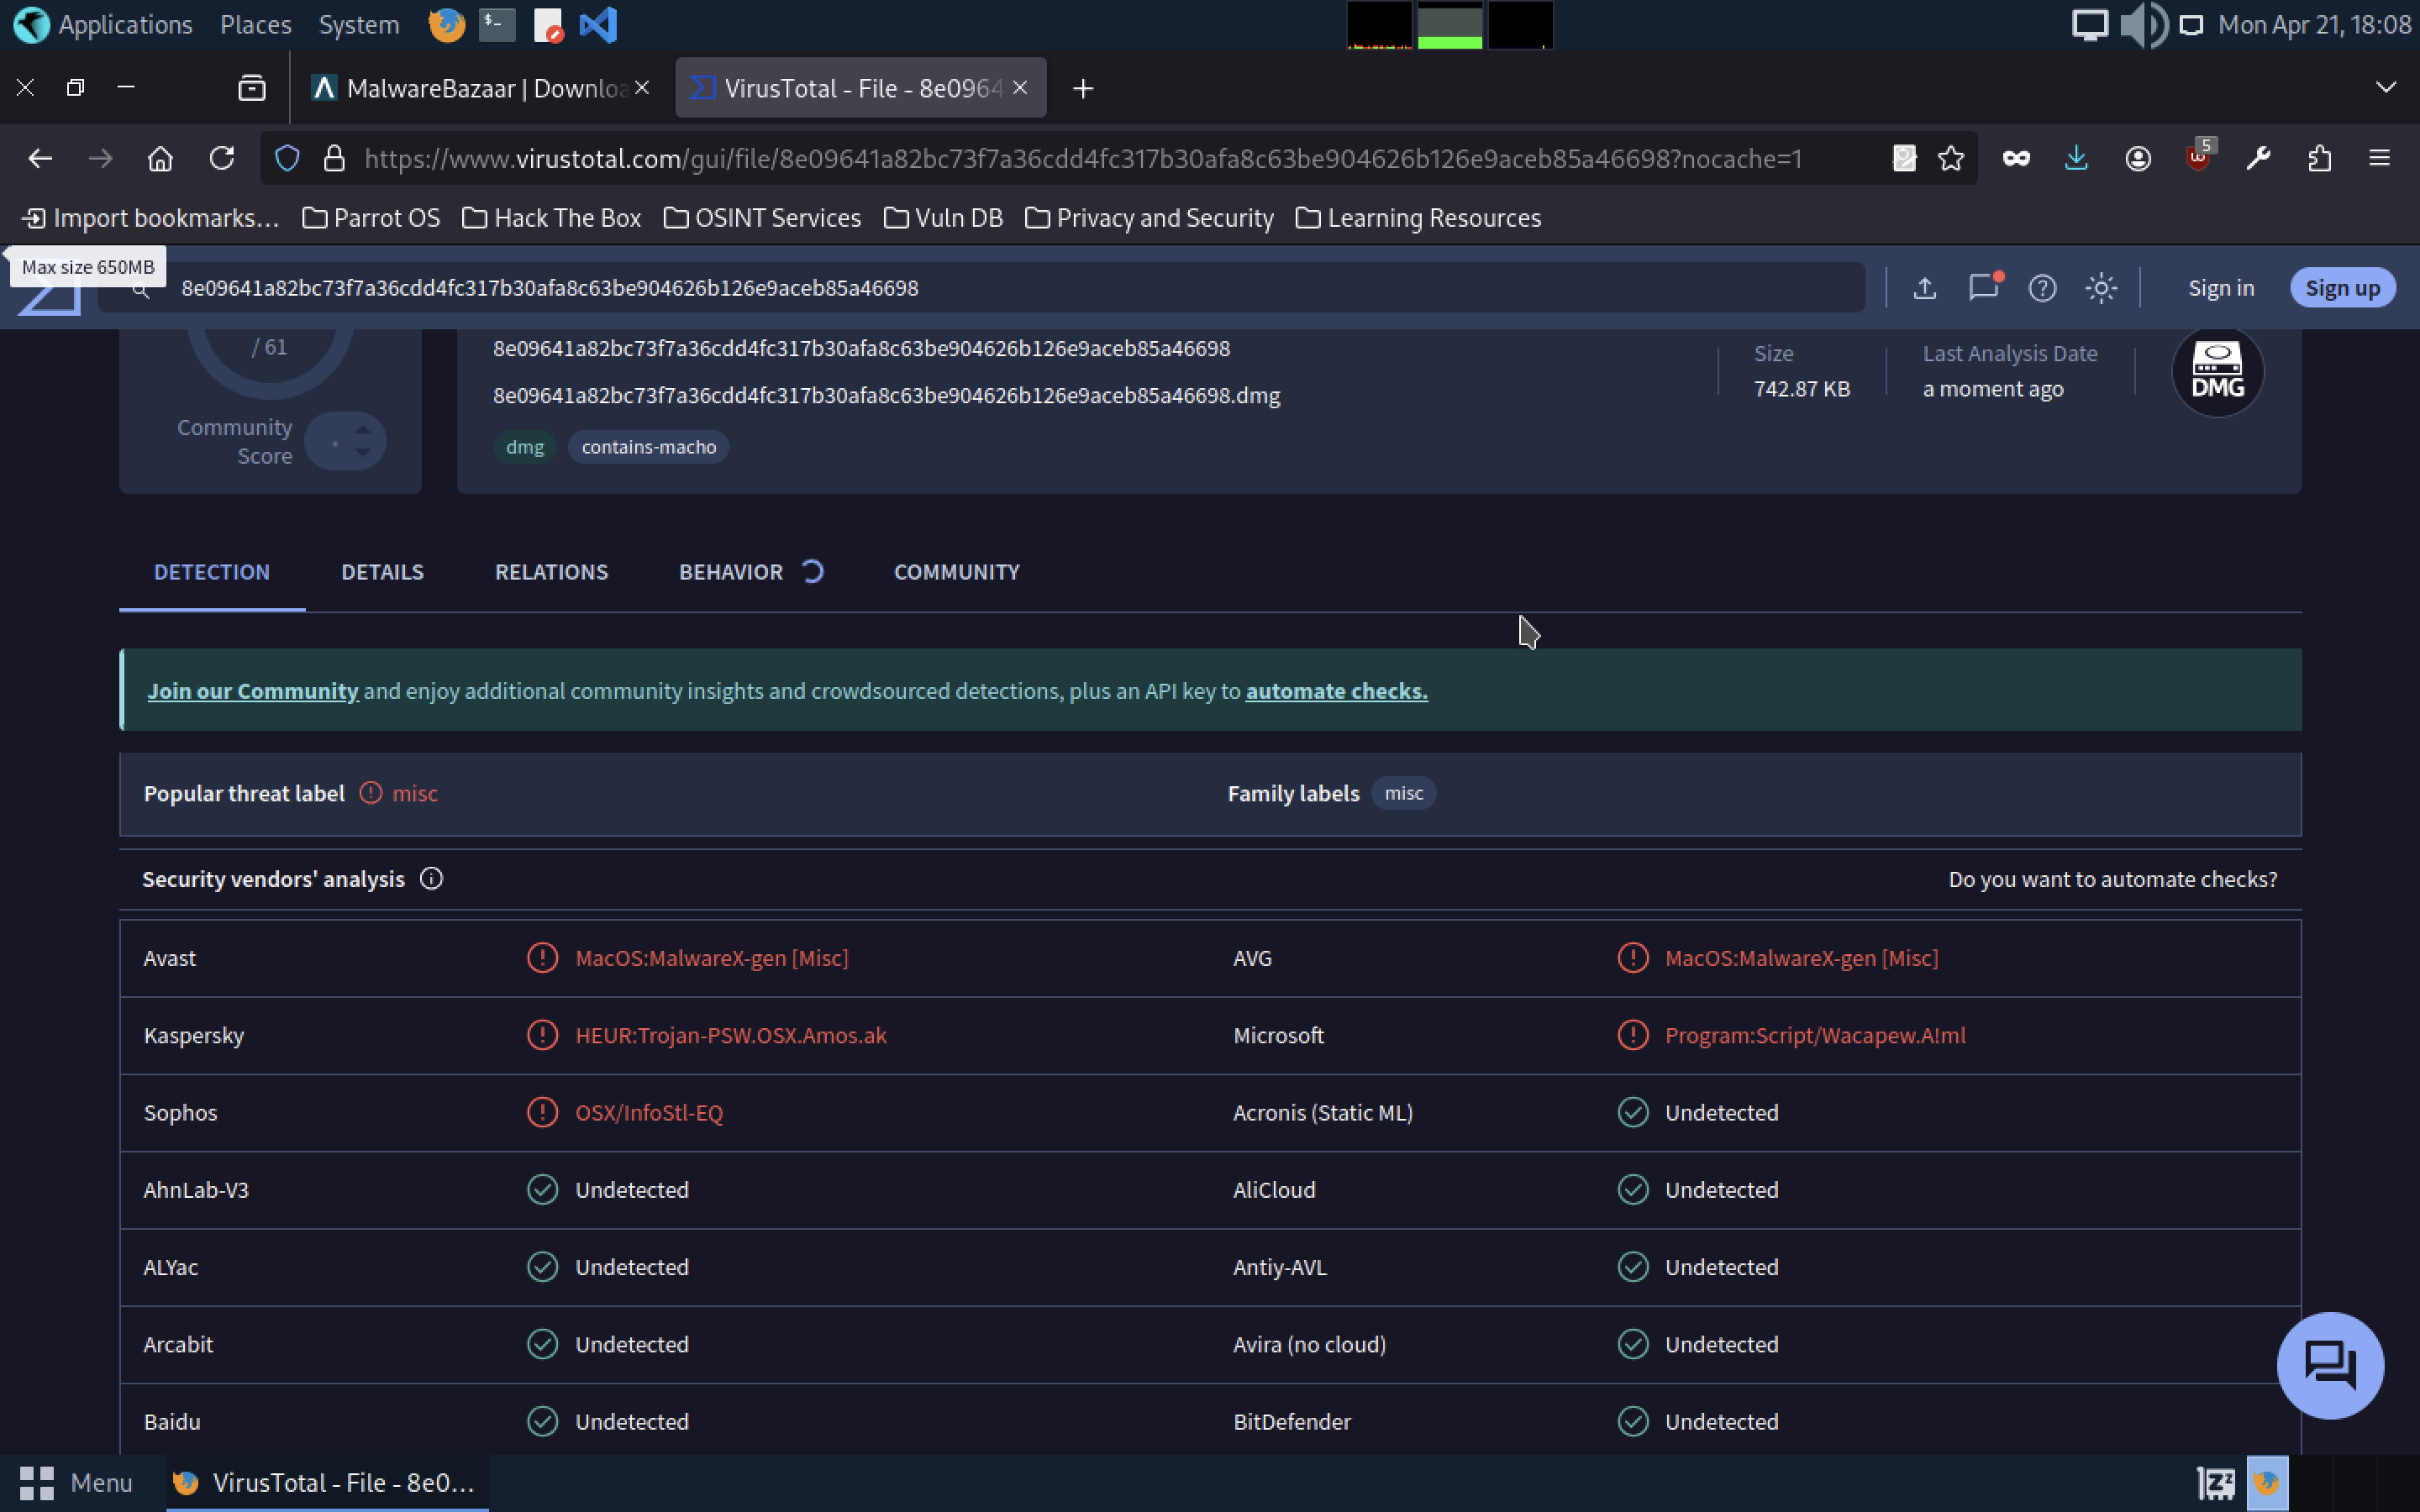 Applications Places System Mon Apr 21, 18:08
MalwareBazaar | Downloa VirusTotal - File - 8e0964
https://www.virustotal.com/gui/file/8e09641a82bc73f7a36cdd4fc317b30afa8c63be904626b126e9aceb85a46698?nocache=1 5
Import bookmarks... Parrot OS Hack The Box OSINT Services Vuln DB Privacy and Security Learning Resources
Max size 650MB
8e09641a82bc73f7a36cdd4fc317b30afa8c63be904626b126e9aceb85a46698 Sign in Sign up
/ 61 8e09641a82bc73f7a36cdd4fc317b30afa8c63be904626b126e9aceb85a46698 Size Last Analysis Date
8e09641a82bc73f7a36cdd4fc317b30afa8c63be904626b126e9aceb85a46698.dmg 742.87 KB a moment ago DMG
Community
Score
dmg contains-macho
DETECTION DETAILS RELATIONS BEHAVIOR COMMUNITY
Join our Community and enjoy additional community insights and crowdsourced detections, plus an API key to automate checks.
Popular threat label misc Family labels misc
Security vendors' analysis Do you want to automate checks?
Avast MacOS:MalwareX-gen [Misc] AVG MacOS:MalwareX-gen [Misc]
Kaspersky HEUR:Trojan-PSW.OSX.Amos.ak Microsoft Program:Script/Wacapew.A!ml
Sophos OSX/InfoStl-EQ Acronis (Static ML) Undetected
AhnLab-V3 Undetected AliCloud Undetected
ALYac Undetected Antiy-AVL Undetected
Arcabit Undetected Avira (no cloud) Undetected
Baidu Undetected BitDefender Undetected
Menu VirusTotal - File - 8e0...